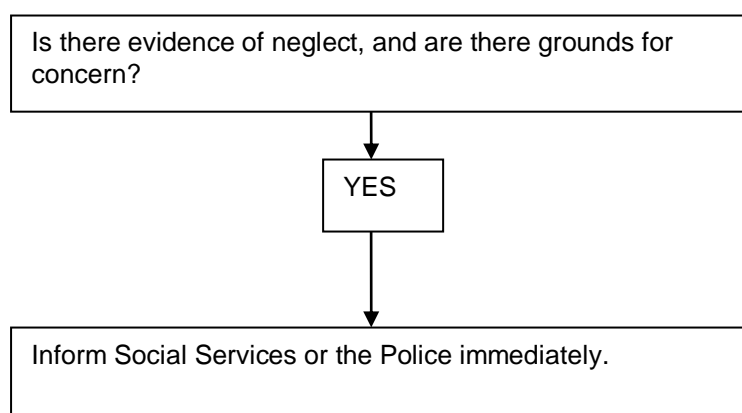 Is there evidence of neglect, and are there grounds for
concern?
YES
Inform Social Services or the Police immediately.